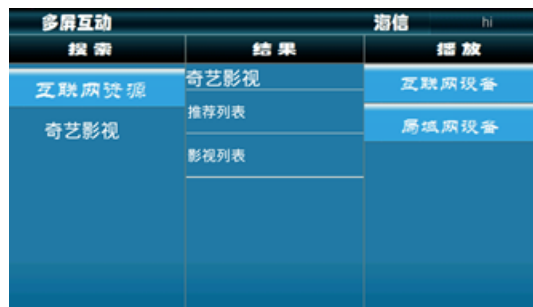 多屏互动 海信 hi
搜索 结果 播放
互联网资源 奇艺影视 互联网设备
推荐列表
奇艺影视 局域网设备
影视列表